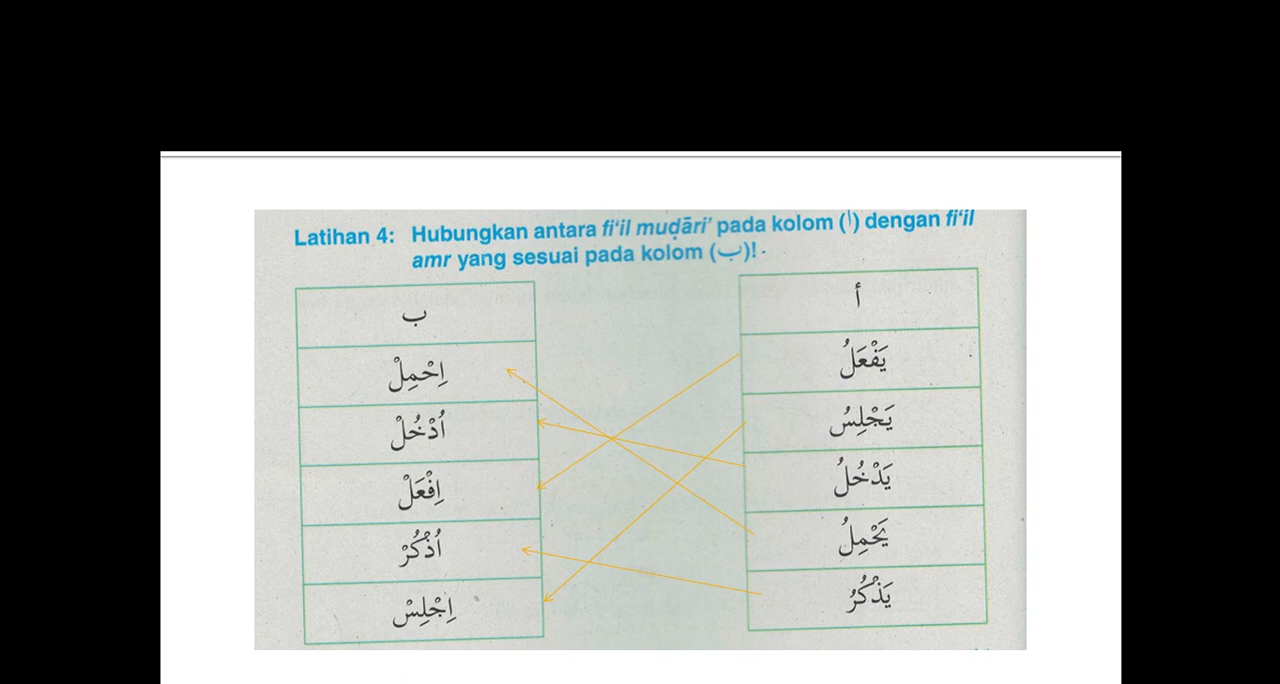 Latihan 4: Hubungkan antara fi‘il muḍāri’ pada kolom (أ) dengan fi‘il
amr yang sesuai pada kolom (ب)!
أ
ب
يَفْعَلُ
اِحْمِلْ
يَجْلِسُ
اُدْخُلْ
يَدْخُلُ
اِفْعَلْ
يَحْمِلُ
اُذْكُرْ
يَذْكُرُ
اِجْلِسْ